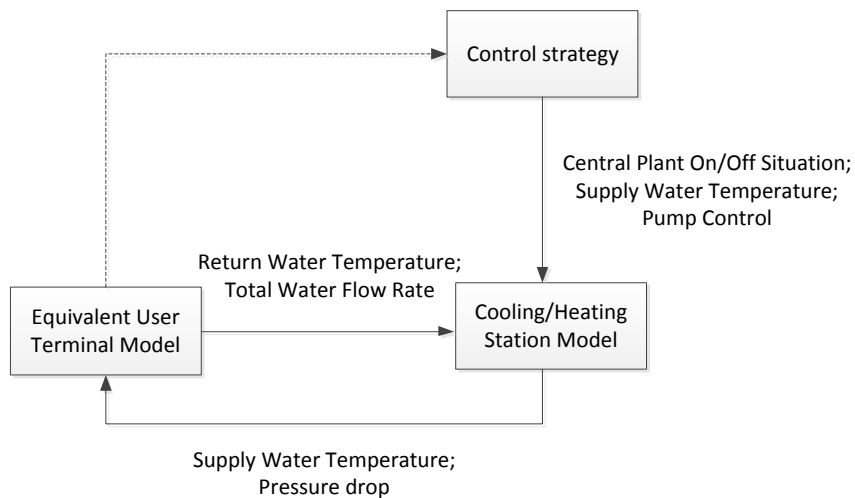 Control strategy
Central Plant On/Off Situation;
Supply Water Temperature;
Pump Control
Return Water Temperature;
Total Water Flow Rate
Equivalent User
Terminal Model
Cooling/Heating
Station Model
Supply Water Temperature;
Pressure drop